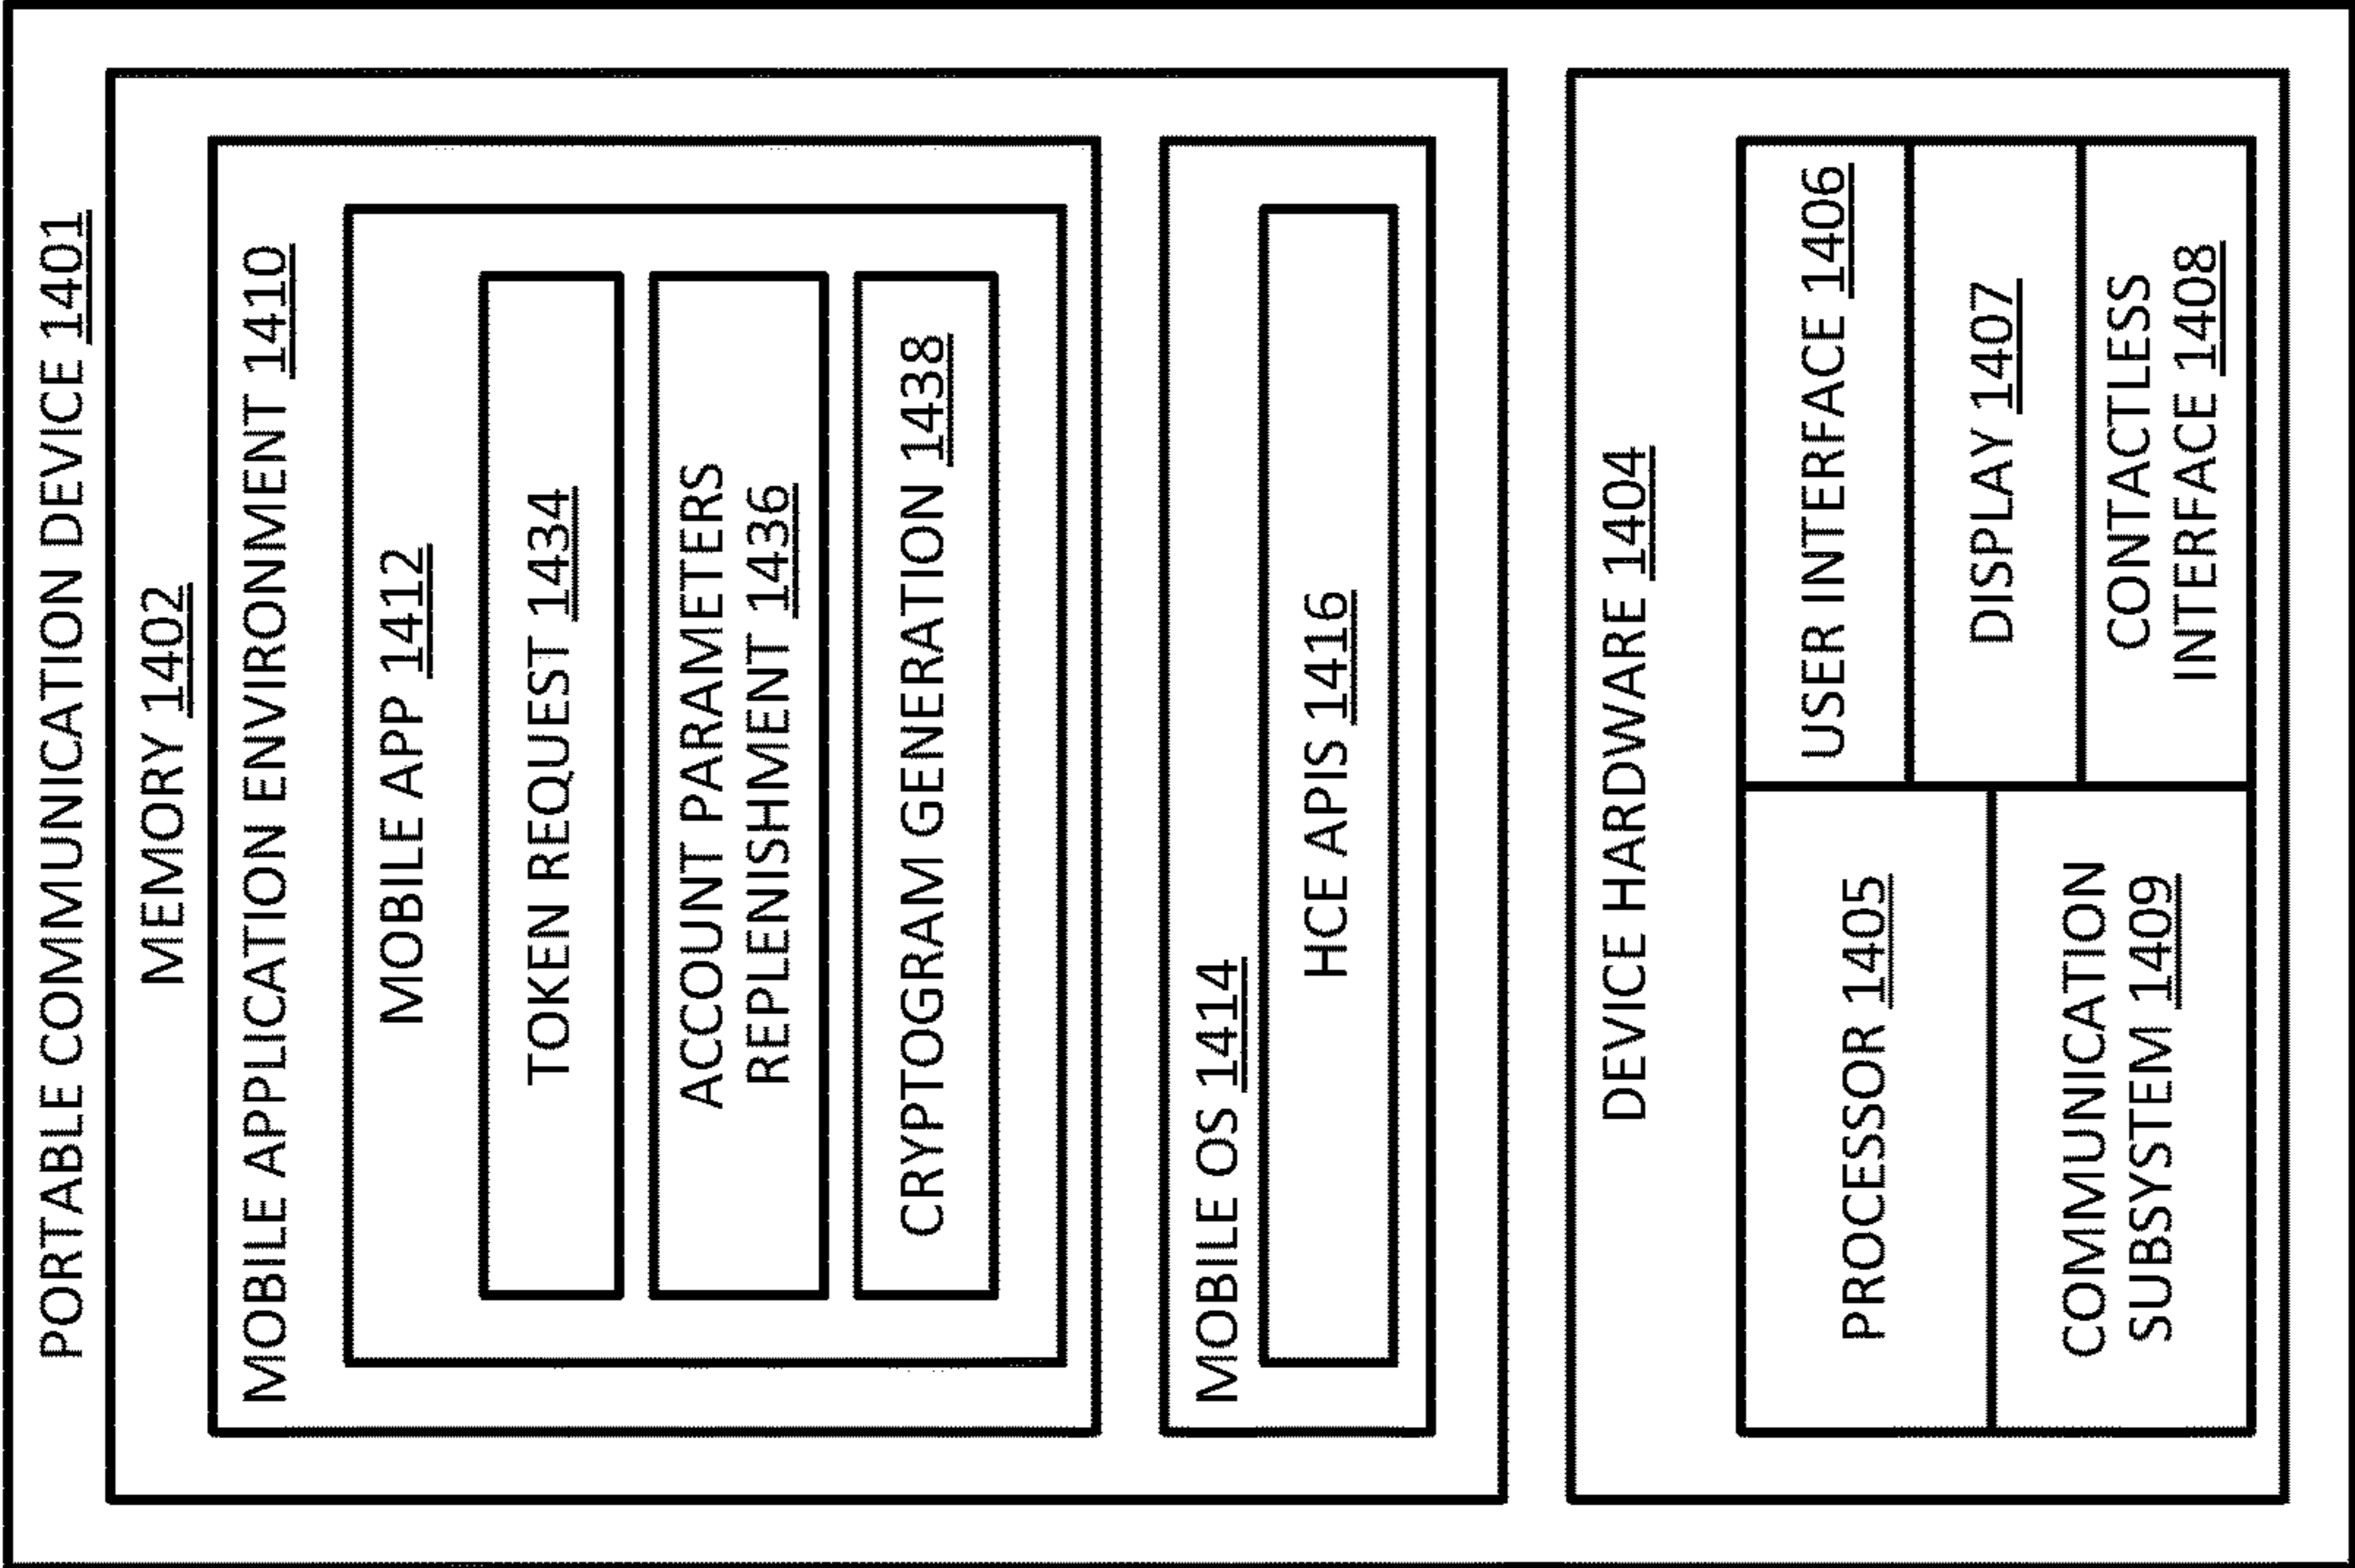 PORTABLE COMMUNICATION DEVICE 1401
MEMORY 1402
MOBILE APPLICATION ENVIRONMENT 1410
MOBILE APP 1412
TOKEN REQUEST 1434
ACCOUNT PARAMETERS
REPLENISHMENT 1436
CRYPTOGRAM GENERATION 1438
MOBILE OS 1414
HCE APIS 1416
DEVICE HARDWARE 1404
PROCESSOR 1405
COMMUNICATION
SUBSYSTEM 1409
USER INTERFACE 1406
DISPLAY 1407
CONTACTLESS
INTERFACE 1408